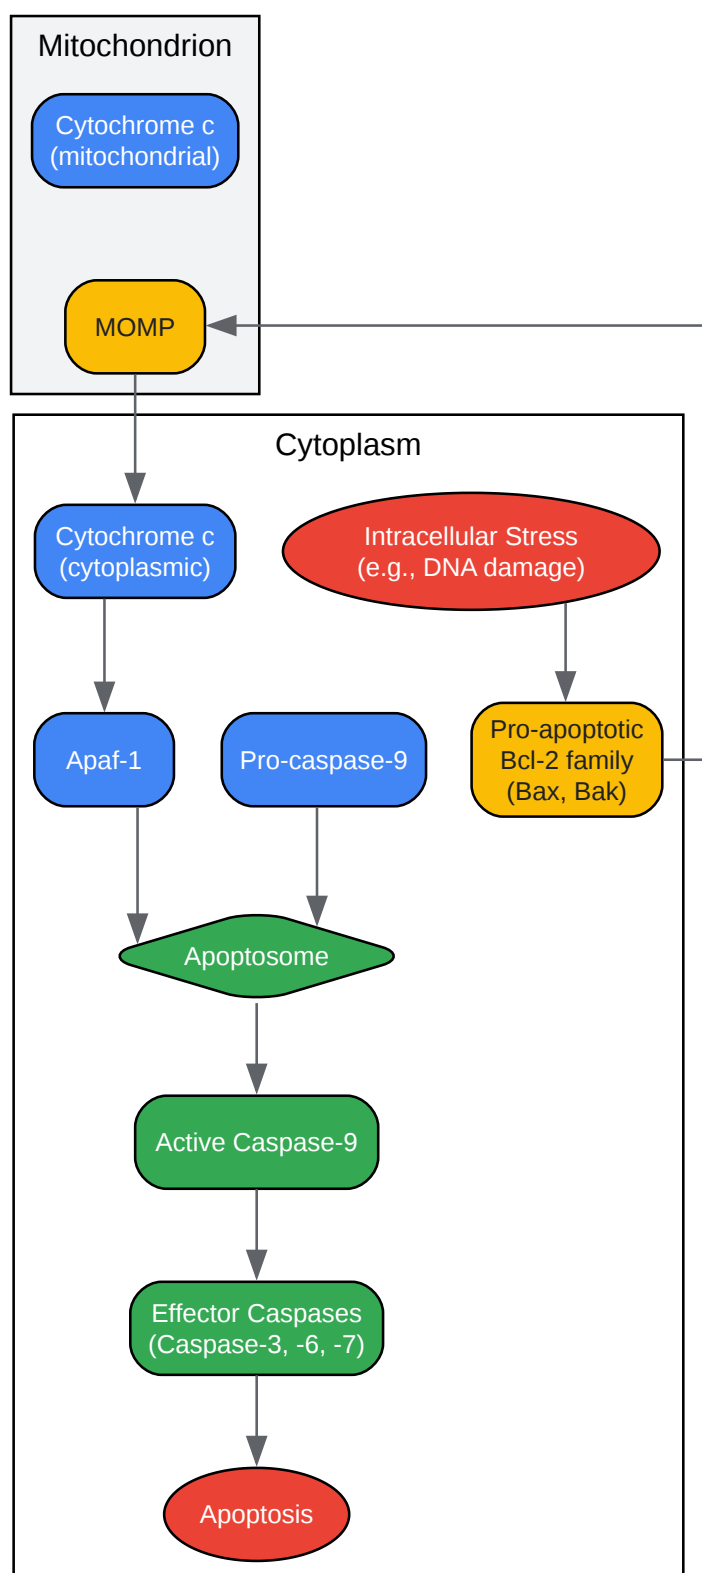 Mitochondrion
Cytochrome c
(mitochondrial)
MOMP
Cytoplasm
Cytochrome c
(cytoplasmic)
Intracellular Stress
(e.g., DNA damage)
Apaf-1
Pro-caspase-9
Pro-apoptotic
Bcl-2 family
(Bax, Bak)
Apoptosome
Active Caspase-9
Effector Caspases
(Caspase-3, -6, -7)
Apoptosis